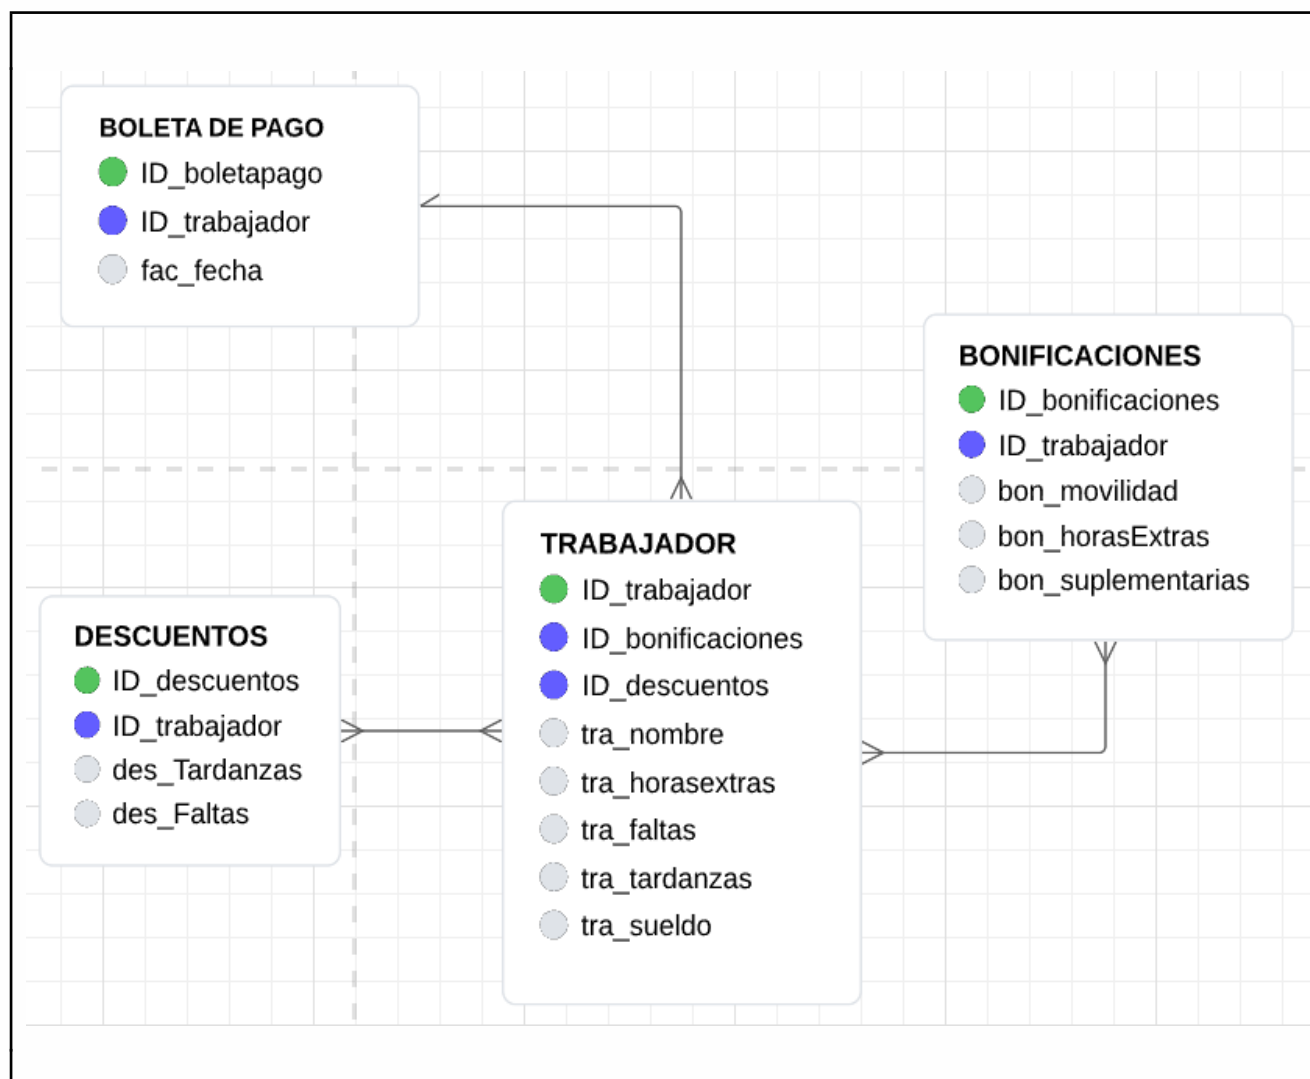 BOLETA DE PAGO
ID_boletapago
ID_trabajador
fac_fecha
BONIFICACIONES
ID_bonificaciones
ID_trabajador
bon_movilidad
bon_horasExtras
bon_suplementarias
TRABAJADOR
ID_trabajador
ID_bonificaciones
ID_descuentos
tra_nombre
tra_horasextras
tra_faltas
tra_tardanzas
tra_sueldo
DESCUENTOS
ID_descuentos
ID_trabajador
des_Tardanzas
des_Faltas